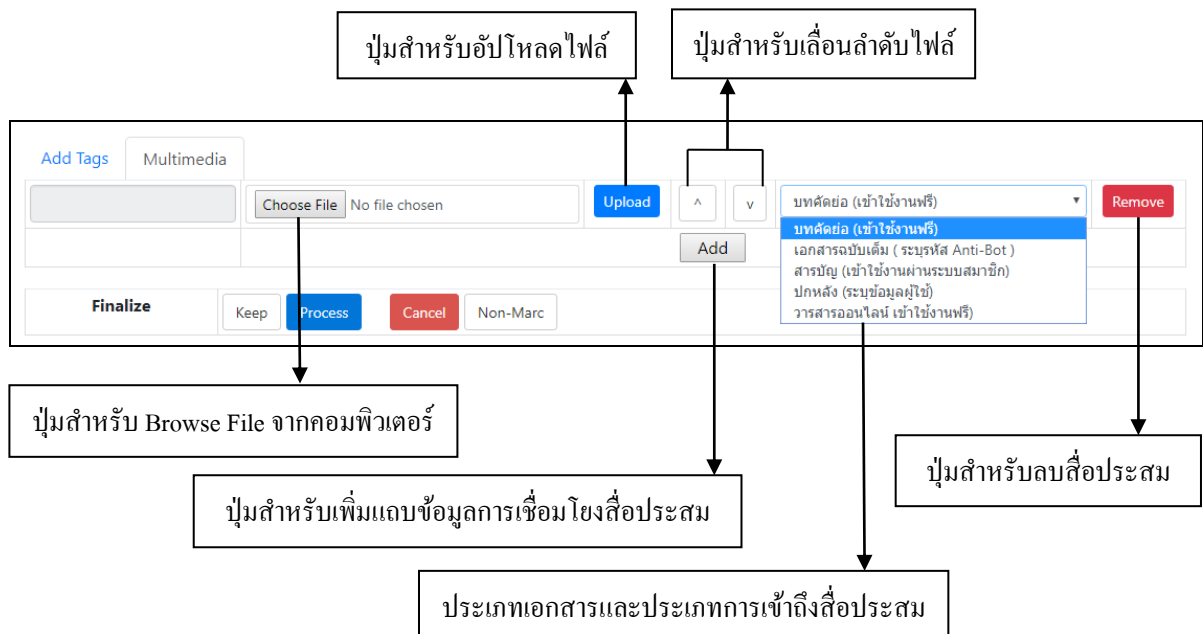 ปุ่มสำหรับอัปโหลดไฟล์
ปุ่มสำหรับเลื่อนลำดับไฟล์
Add Tags
Multimedia
Choose File No file chosen
Upload
^
v
บทคัดย่อ (เข้าใช้งานฟรี)
Remove
Add
บทคัดย่อ (เข้าใช้งานฟรี)
เอกสารฉบับเต็ม ( ระบุรหัส Anti-Bot )
สารบัญ (เข้าใช้งานผ่านระบบสมาชิก)
ปกหลัง (ระบุข้อมูลผู้ใช้)
วารสารออนไลน์ เข้าใช้งานฟรี)
Finalize
Keep
Process
Cancel
Non-Marc
ปุ่มสำหรับ Browse File จากคอมพิวเตอร์
ปุ่มสำหรับลบสื่อประสม
ปุ่มสำหรับเพิ่มแถบข้อมูลการเชื่อมโยงสื่อประสม
ประเภทเอกสารและประเภทการเข้าถึงสื่อประสม